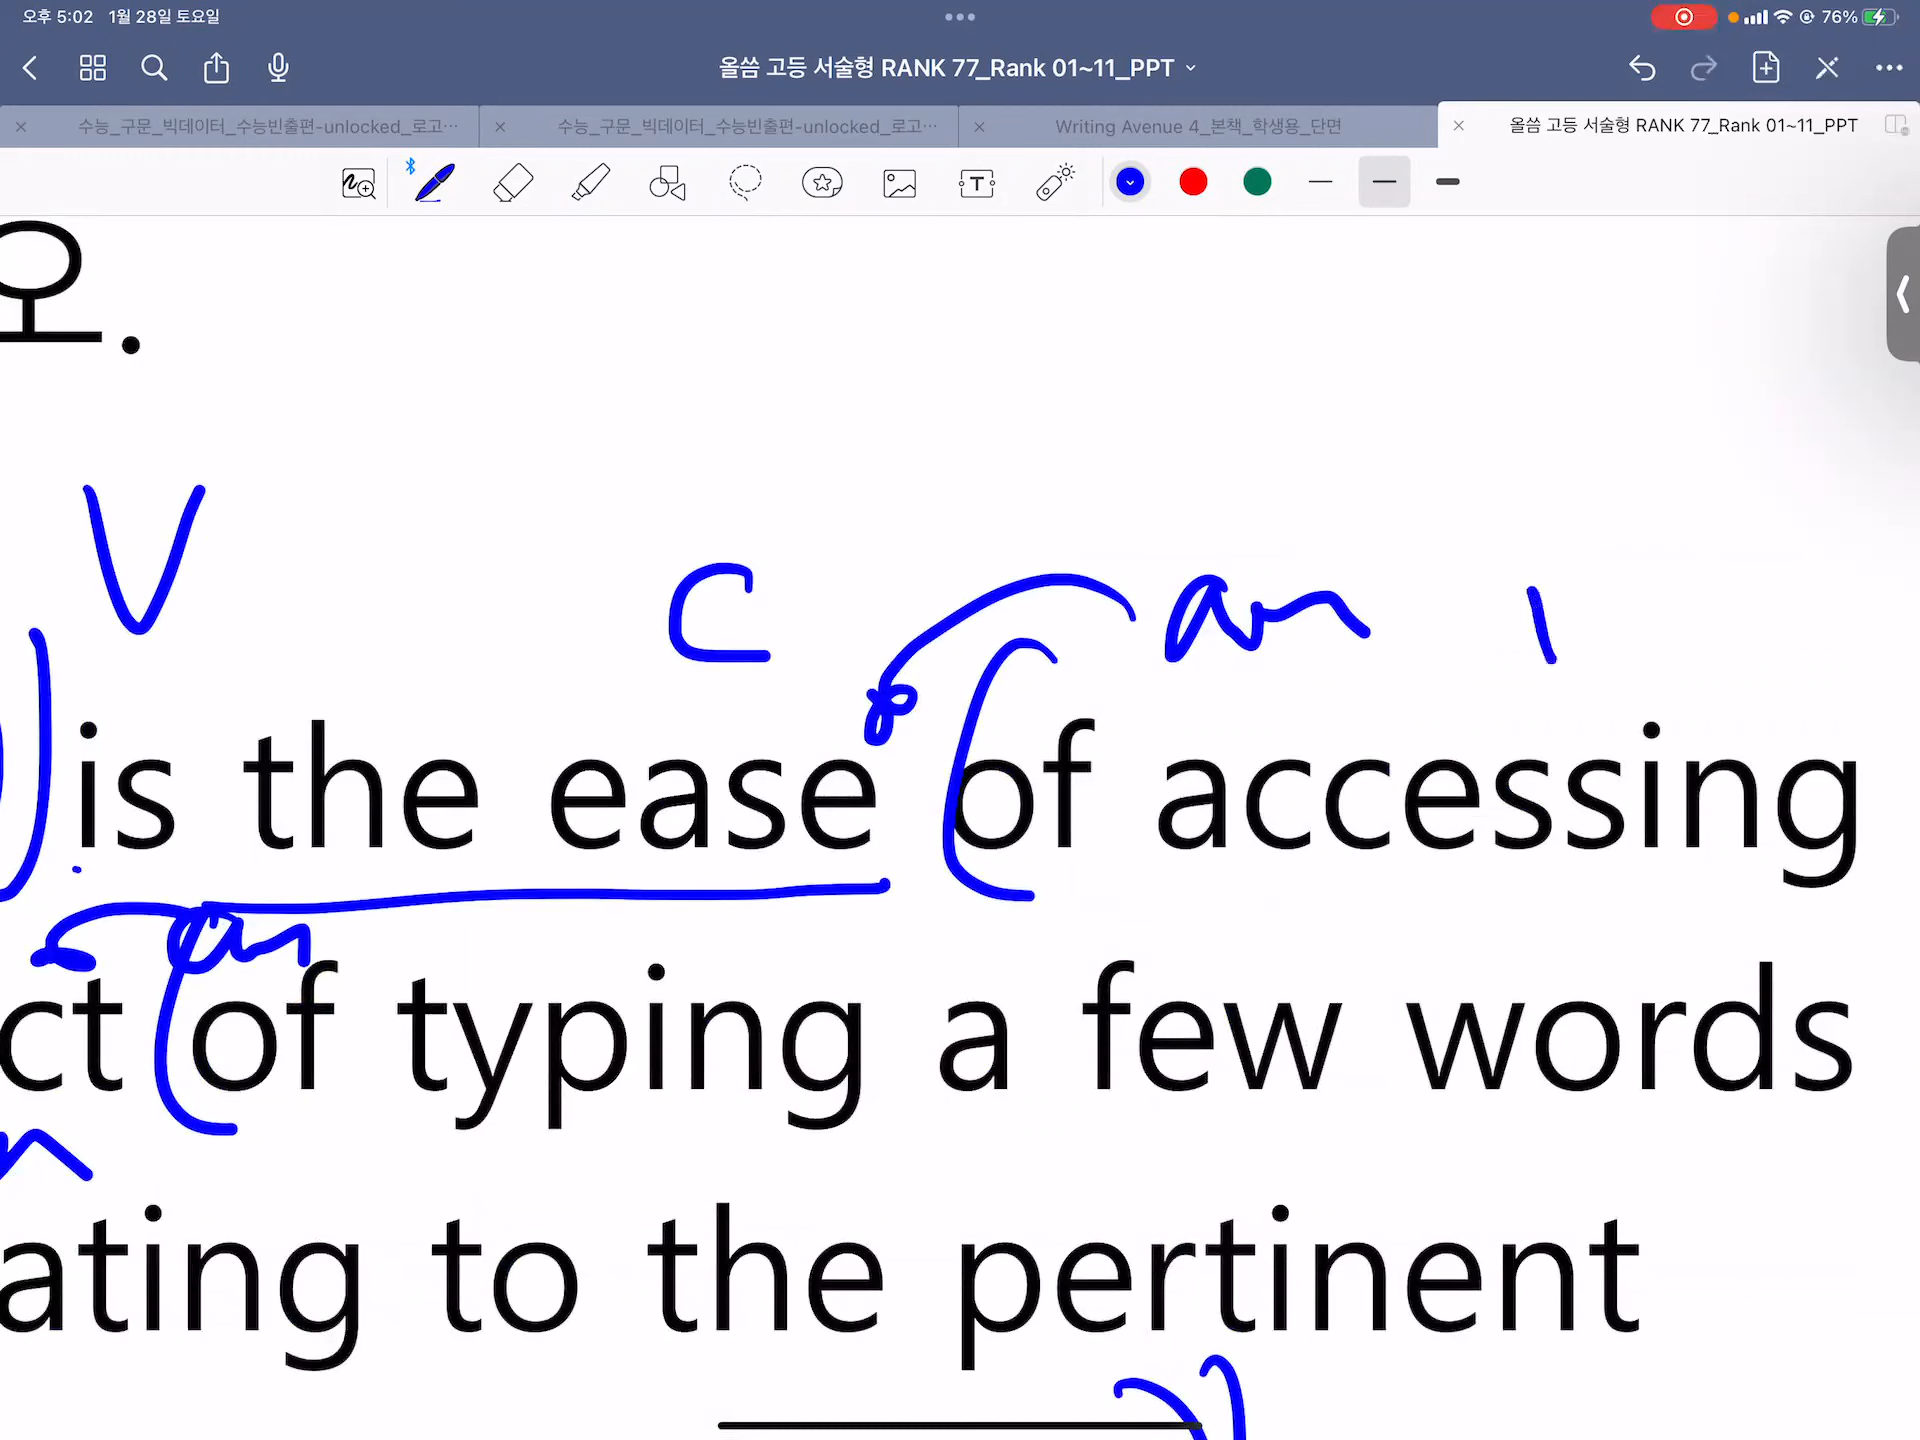 오후 5:02 1월 28일 토요일
76%
올씀 고등 서술형 RANK 77_Rank 01~11_PPT
수능_구문_빅데이터_수능빈출편-unlocked_로고…
수능_구문_빅데이터_수능빈출편-unlocked_로고…
Writing Avenue 4_본책_학생용_단면
올씀 고등 서술형 RANK 77_Rank 01~11_PPT
T
오.
V
C
is the ease of accessing
ct of typing a few words
ating to the pertinent